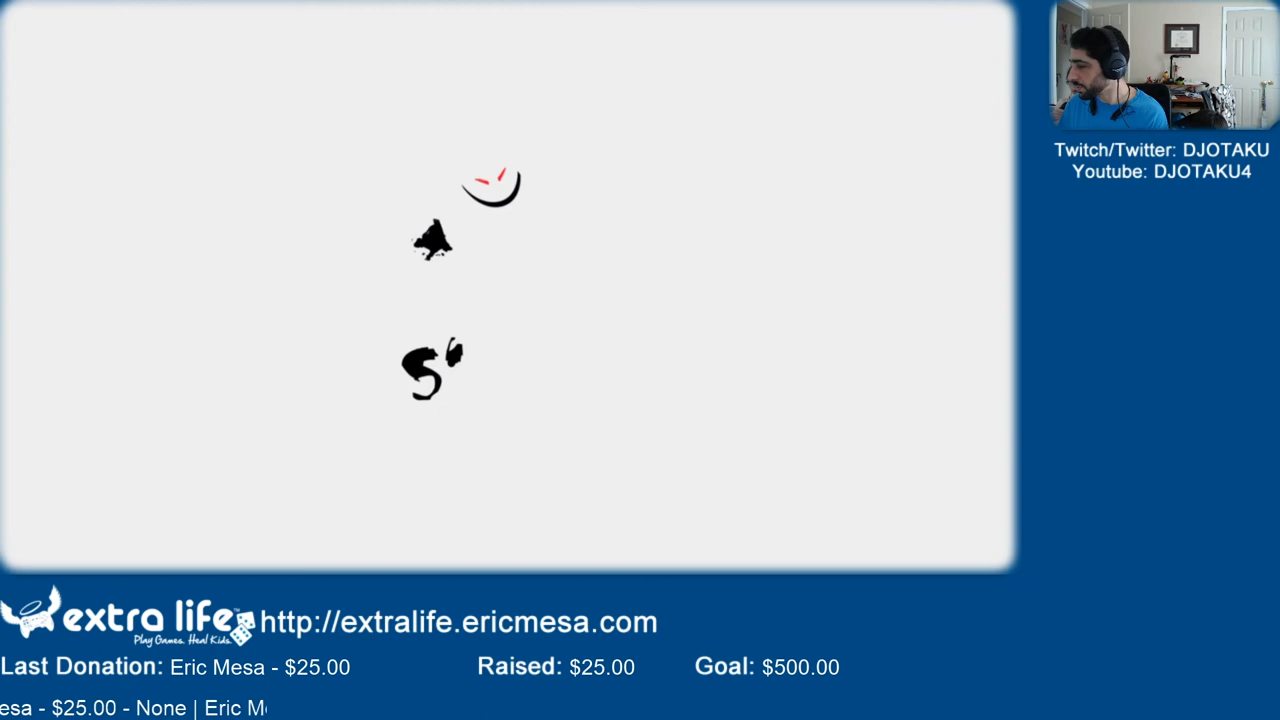 Twitch/Twitter: DJOTAKU
Youtube: DJOTAKU4
extra life
Play Games. Heal Kids.
http://extralife.ericmesa.com
Last Donation: Eric Mesa - $25.00
Raised: $25.00
Goal: $500.00
esa - $25.00 - None | Eric M